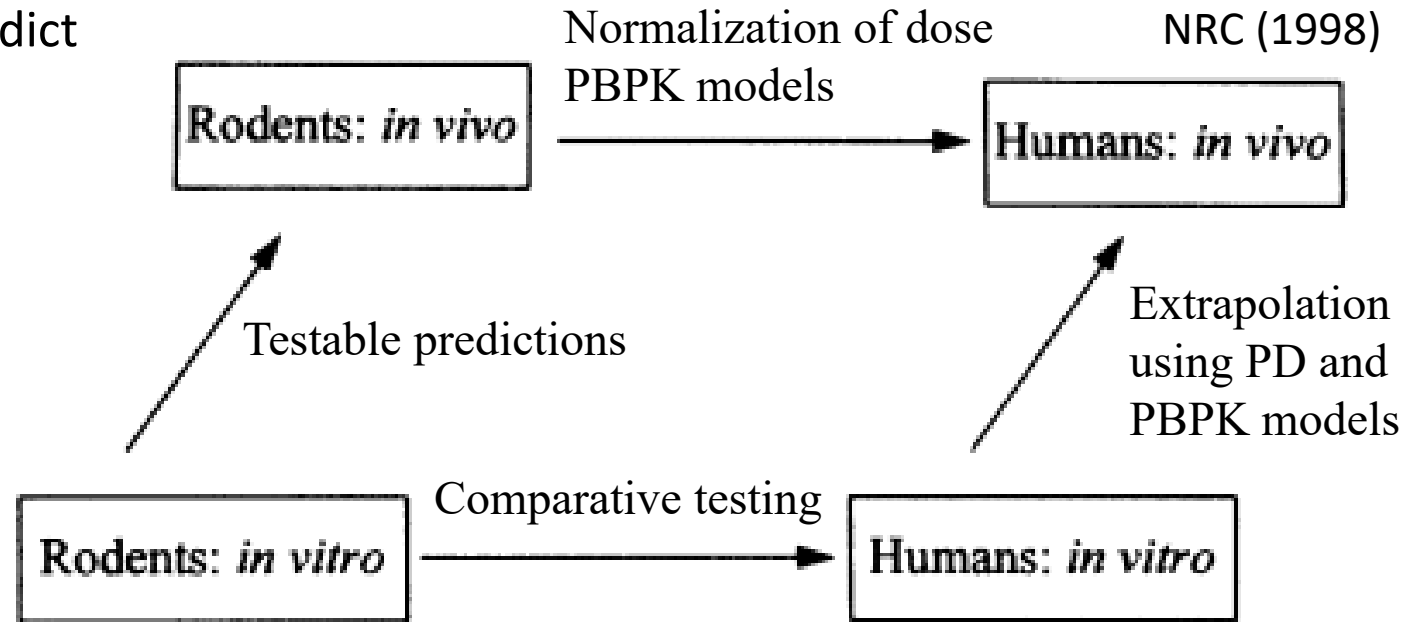 dict
Normalization of dose
PBPK models
NRC (1998)
Rodents: in vivo
Humans: in vivo
Testable predictions
Extrapolation
using PD and
PBPK models
Comparative testing
Rodents: in vitro
Humans: in vitro